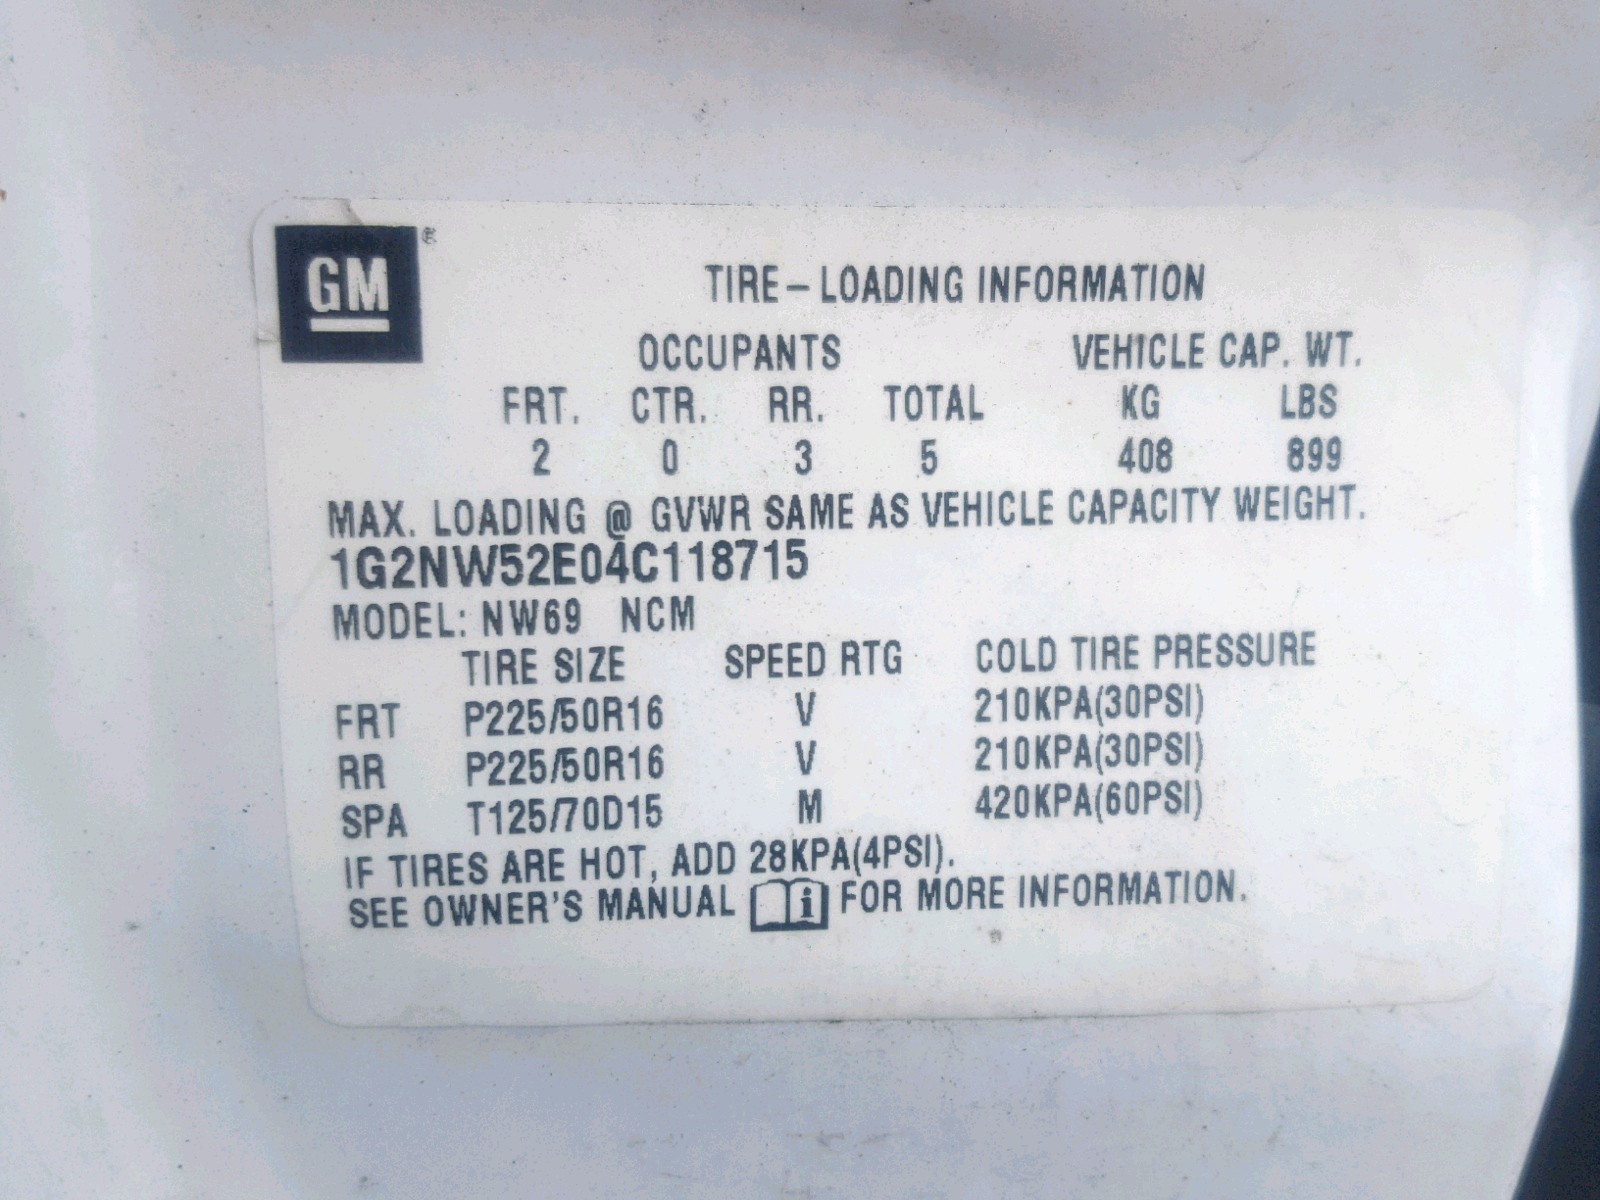 GM ®
TIRE – LOADING INFORMATION
OCCUPANTS VEHICLE CAP. WT.
FRT. CTR. RR. TOTAL KG LBS
2 0 3 5 408 899
MAX. LOADING @ GVWR SAME AS VEHICLE CAPACITY WEIGHT.
1G2NW52E04C118715
MODEL: NW69 NCM
TIRE SIZE SPEED RTG COLD TIRE PRESSURE
FRT P225/50R16 V 210KPA(30PSI)
RR P225/50R16 V 210KPA(30PSI)
SPA T125/70D15 M 420KPA(60PSI)
IF TIRES ARE HOT, ADD 28KPA(4PSI).
SEE OWNER'S MANUAL i FOR MORE INFORMATION.